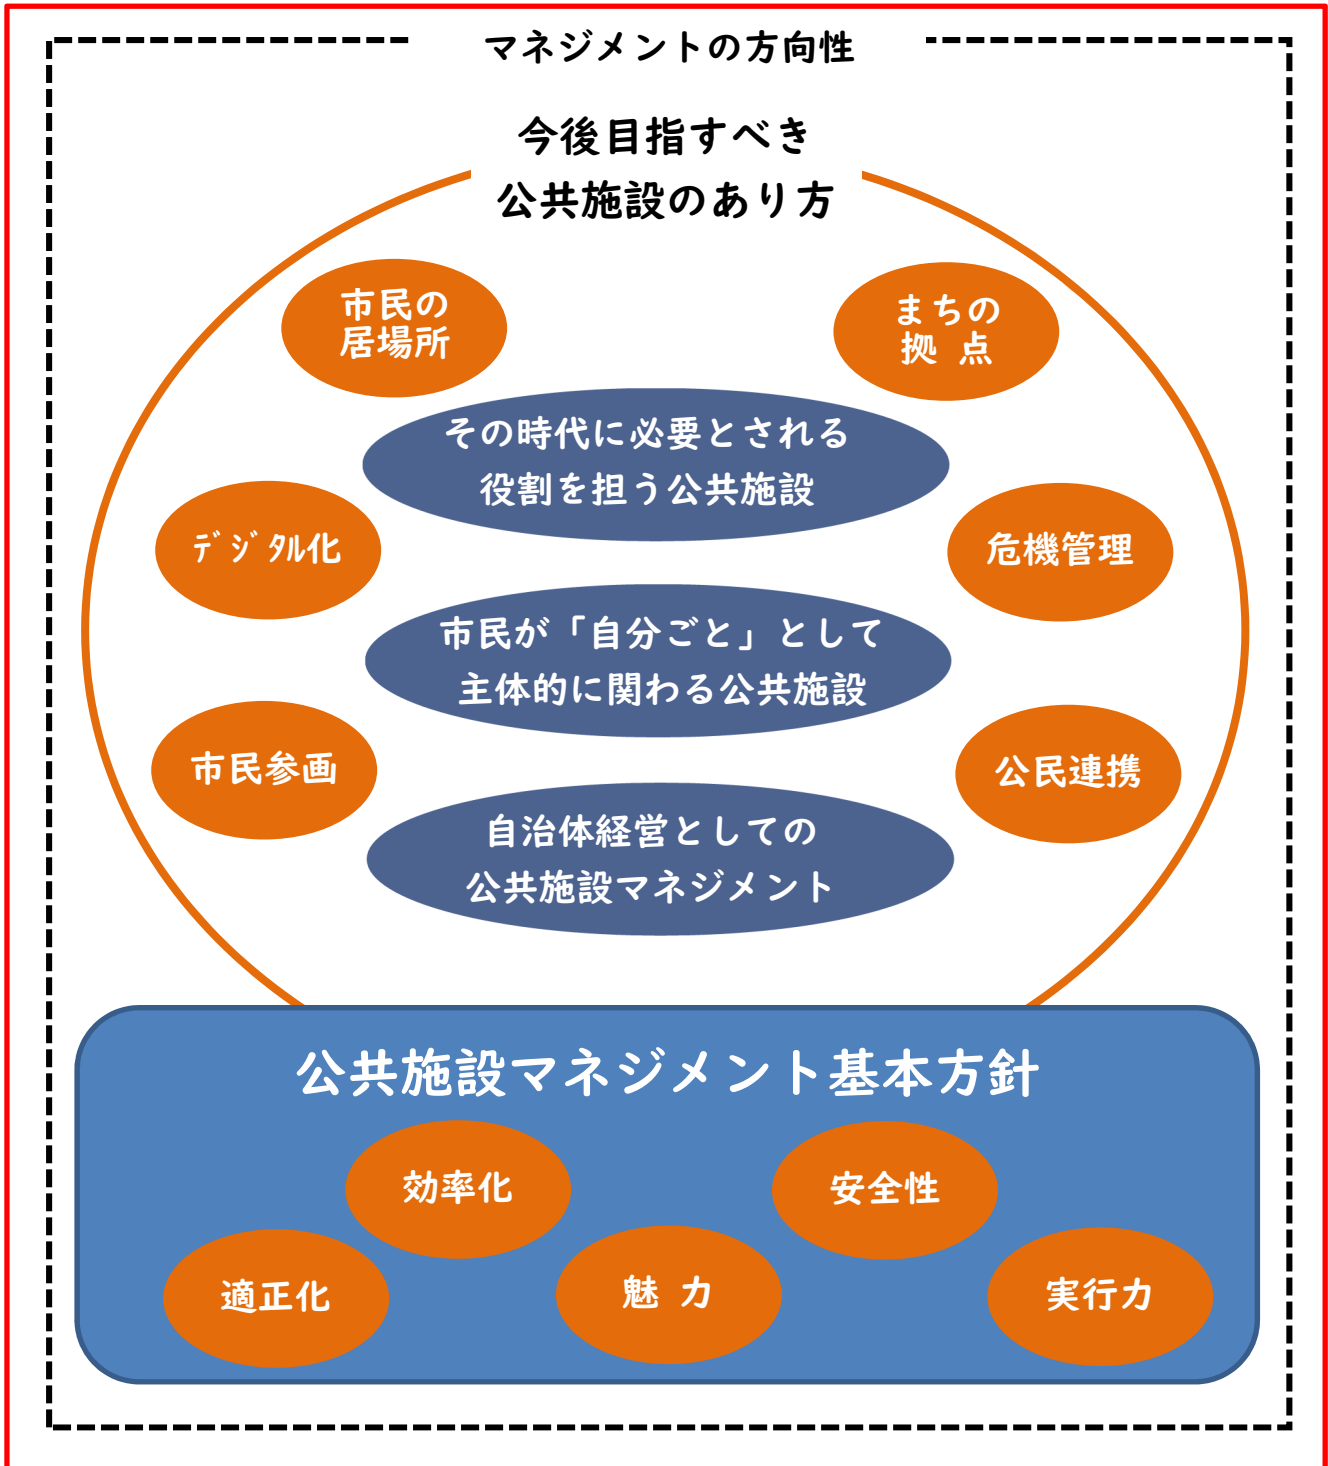 マネジメントの方向性
今後目指すべき
公共施設のあり方
市民の
居場所
まちの
拠 点
その時代に必要とされる
役割を担う公共施設
ﾃﾞｼﾞﾀﾙ化
危機管理
市民が「自分ごと」として
主体的に関わる公共施設
市民参画
公民連携
自治体経営としての
公共施設マネジメント
公共施設マネジメント基本方針
効率化
安全性
適正化
魅 力
実行力